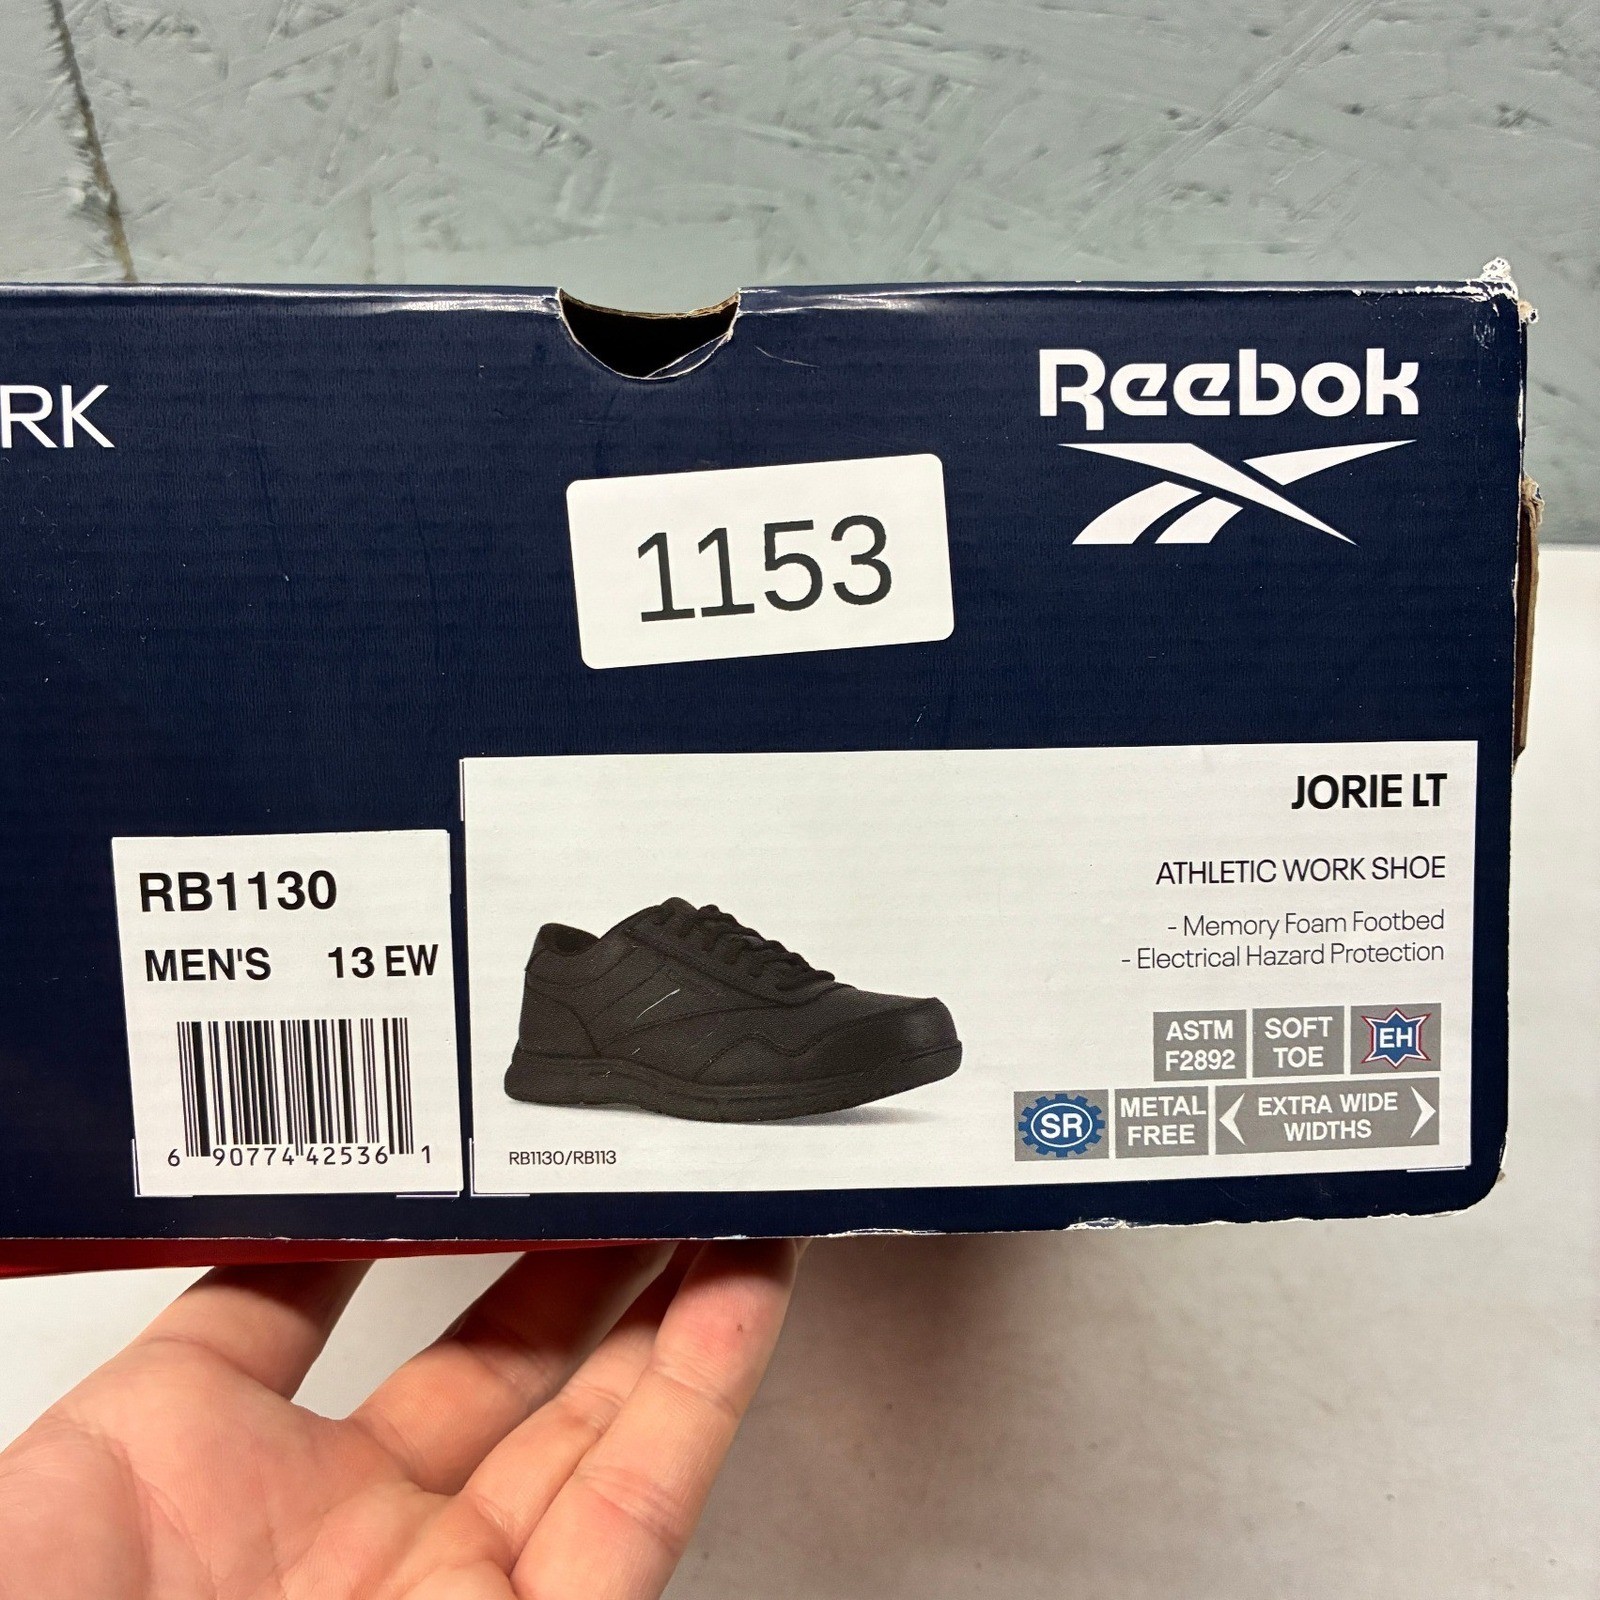 RK
Reebok
1153
JORIE LT
ATHLETIC WORK SHOE
- Memory Foam Footbed
- Electrical Hazard Protection
RB1130
MEN'S 13 EW
6 90774 42536 1
RB1130/RB113
ASTM
F2892
SOFT
TOE
EH
SR
METAL
FREE
EXTRA WIDE
WIDTHS